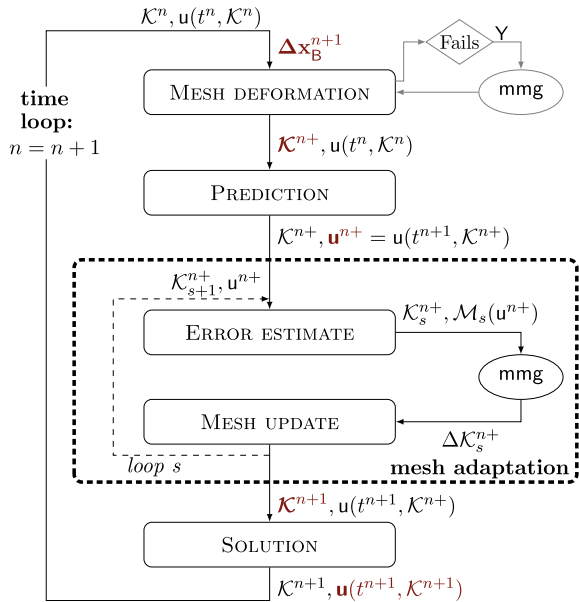 𝒦ⁿ, u(tⁿ, 𝒦ⁿ)
Δx_B^{n+1}
Fails
Y
MESH DEFORMATION
mmg
time
loop:
n = n + 1
𝒦^{n+}, u(tⁿ, 𝒦ⁿ)
PREDICTION
𝒦^{n+}, u^{n+} = u(t^{n+1}, 𝒦^{n+})
𝒦_{s+1}^{n+}, u^{n+}
ERROR ESTIMATE
𝒦_s^{n+}, ℳ_s(u^{n+})
mmg
MESH UPDATE
Δ𝒦_s^{n+}
loop s
mesh adaptation
𝒦^{n+1}, u(t^{n+1}, 𝒦^{n+})
SOLUTION
𝒦^{n+1}, u(t^{n+1}, 𝒦^{n+1})